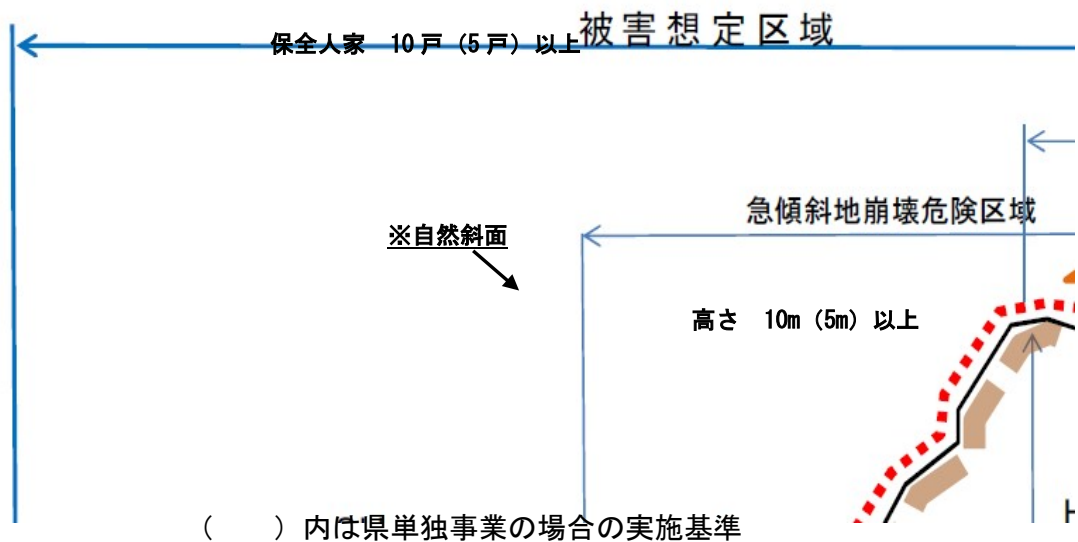 被害想定区域
保全人家　10戸（5戸）以上
急傾斜地崩壊危険区域
※自然斜面
高さ　10m（5m）以上
（　　）内は県単独事業の場合の実施基準